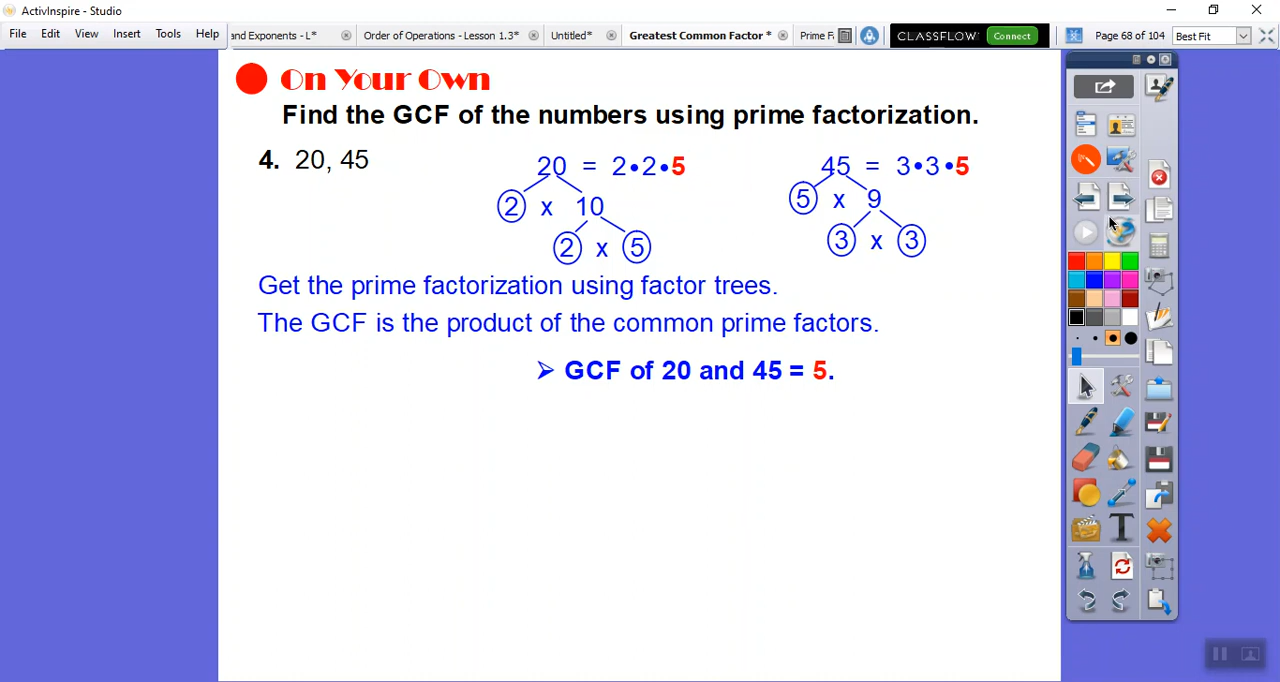 ActivInspire - Studio
File Edit View Insert Tools Help
and Exponents - L* Order of Operations - Lesson 1.3* Untitled* Greatest Common Factor * Prime F. CLASSFLOW Connect Page 68 of 104 Best Fit
On Your Own
Find the GCF of the numbers using prime factorization.
4. 20, 45
20 = 2•2•5
45 = 3•3•5
2 x 10
5 x 9
2 x 5
3 x 3
Get the prime factorization using factor trees.
The GCF is the product of the common prime factors.
➢ GCF of 20 and 45 = 5.